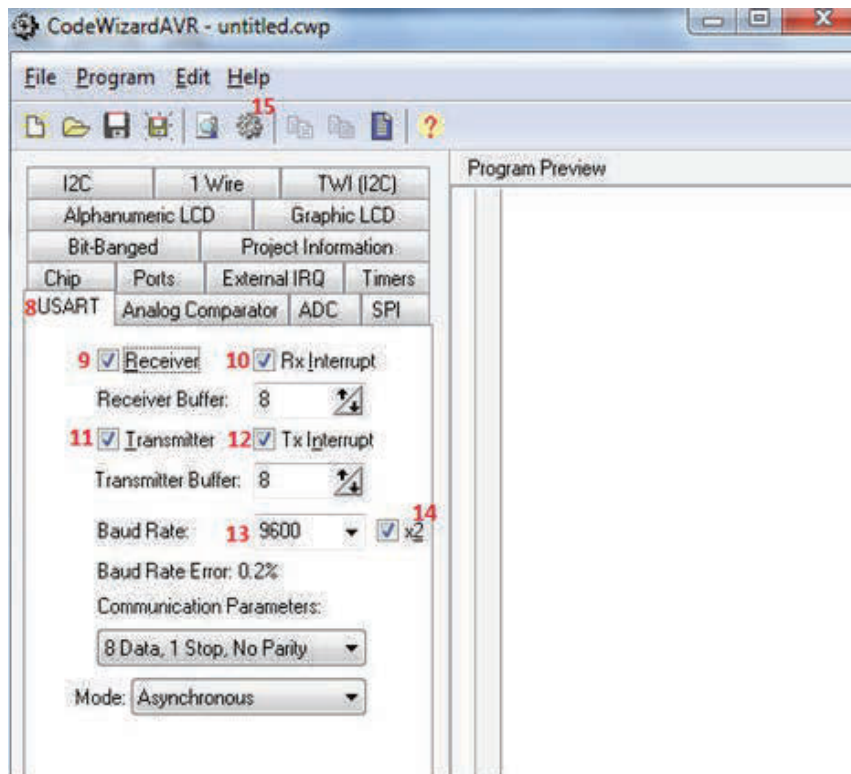 CodeWizardAVR - untitled.cwp
File Program Edit Help
15
?
Program Preview
I2C 1 Wire TWI (I2C)
Alphanumeric LCD Graphic LCD
Bit-Banged Project Information
Chip Ports External IRQ Timers
8 USART Analog Comparator ADC SPI
9 Receiver 10 Rx Interrupt
Receiver Buffer: 8
11 Transmitter 12 Tx Interrupt
Transmitter Buffer: 8
14
Baud Rate: 13 9600 x2
Baud Rate Error: 0.2%
Communication Parameters:
8 Data, 1 Stop, No Parity
Mode: Asynchronous